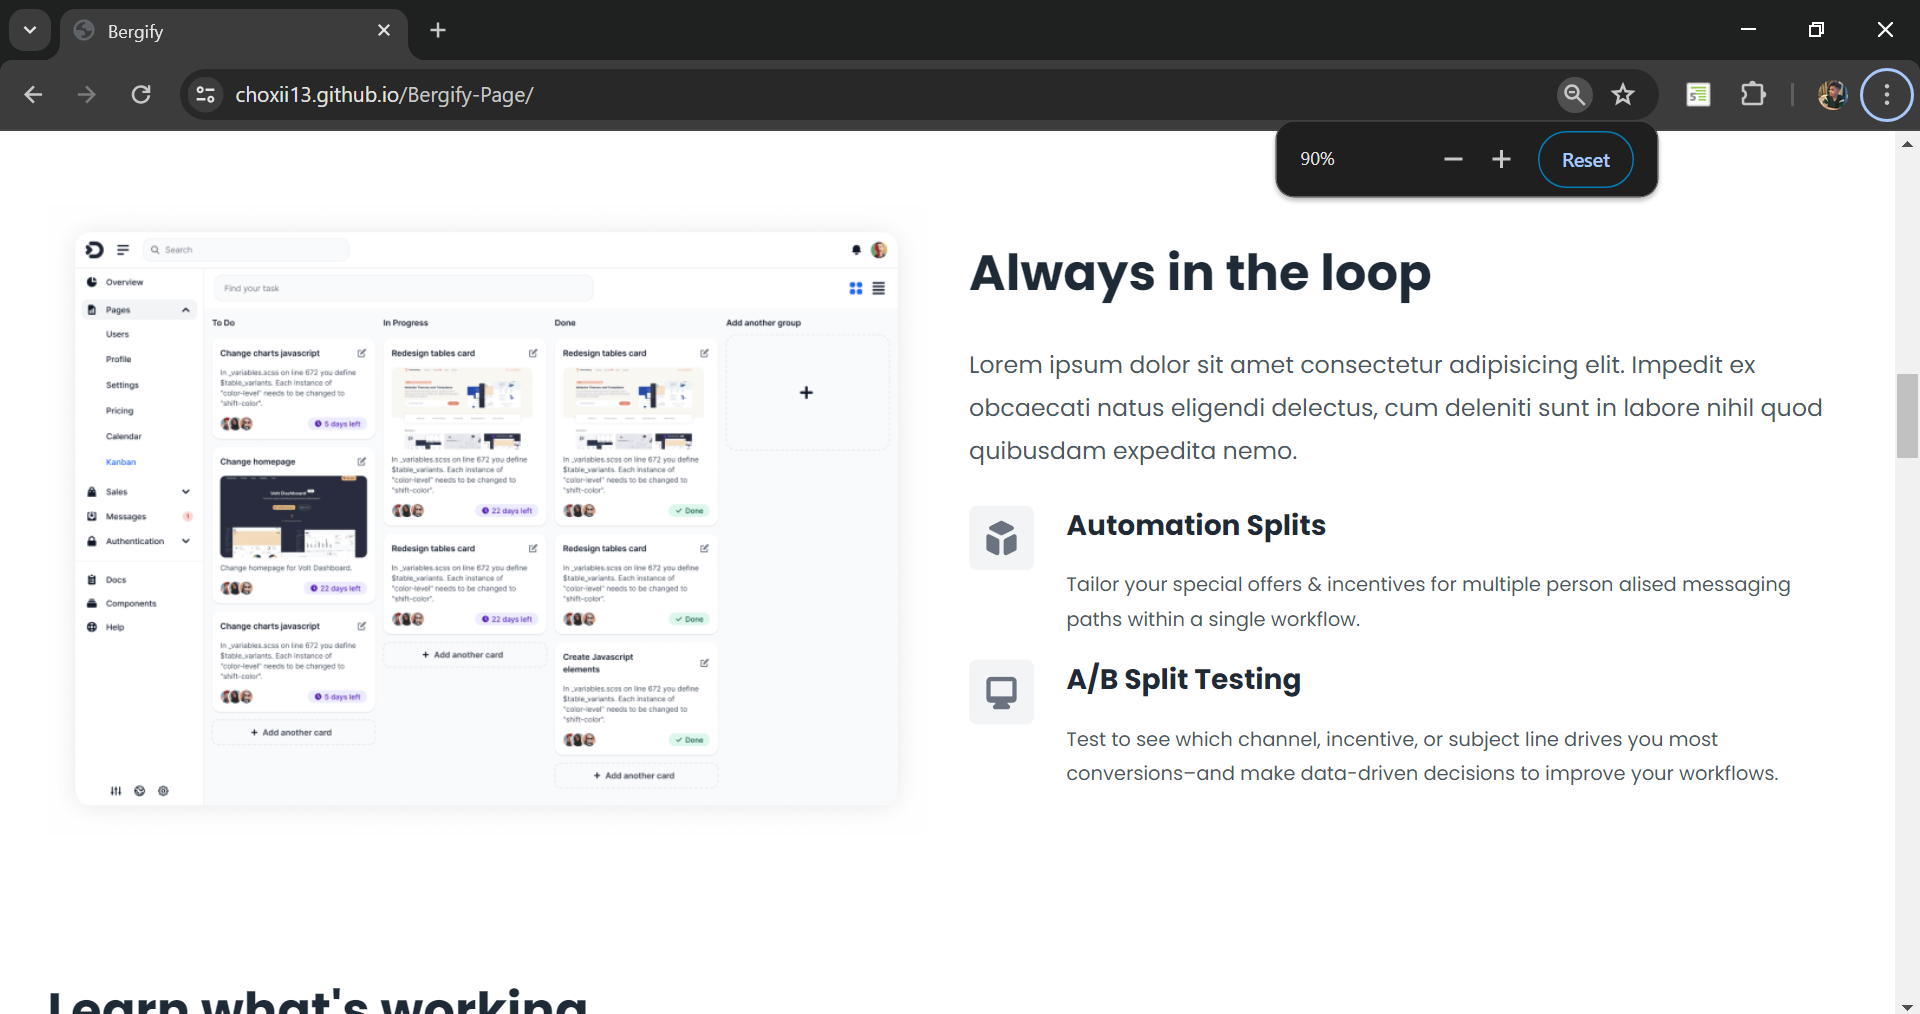 Bergify
choxii13.github.io/Bergify-Page/
90%
Reset
Search
Overview
Pages
Users
Profile
Settings
Pricing
Calendar
Kanban
Sales
Messages
1
Authentication
Docs
Components
Help
Find your task
To Do
Change charts javascript
In _variables.scss on line 672 you define
$table_variants. Each instance of
"color-level" needs to be changed to
"shift-color".
5 days left
Change homepage
Volt Dashboard
Change homepage for Volt Dashboard.
22 days left
Change charts javascript
In _variables.scss on line 672 you define
$table_variants. Each instance of
"color-level" needs to be changed to
"shift-color".
5 days left
+ Add another card
In Progress
Redesign tables card
In _variables.scss on line 672 you define
$table_variants. Each instance of
"color-level" needs to be changed to
"shift-color".
22 days left
Redesign tables card
In _variables.scss on line 672 you define
$table_variants. Each instance of
"color-level" needs to be changed to
"shift-color".
22 days left
+ Add another card
Done
Redesign tables card
In _variables.scss on line 672 you define
$table_variants. Each instance of
"color-level" needs to be changed to
"shift-color".
Done
Redesign tables card
In _variables.scss on line 672 you define
$table_variants. Each instance of
"color-level" needs to be changed to
"shift-color".
Done
Create Javascript
elements
In _variables.scss on line 672 you define
$table_variants. Each instance of
"color-level" needs to be changed to
"shift-color".
Done
+ Add another card
Add another group
Always in the loop
Lorem ipsum dolor sit amet consectetur adipisicing elit. Impedit ex
obcaecati natus eligendi delectus, cum deleniti sunt in labore nihil quod
quibusdam expedita nemo.
Automation Splits
Tailor your special offers & incentives for multiple person alised messaging
paths within a single workflow.
A/B Split Testing
Test to see which channel, incentive, or subject line drives you most
conversions–and make data-driven decisions to improve your workflows.
Learn what's working